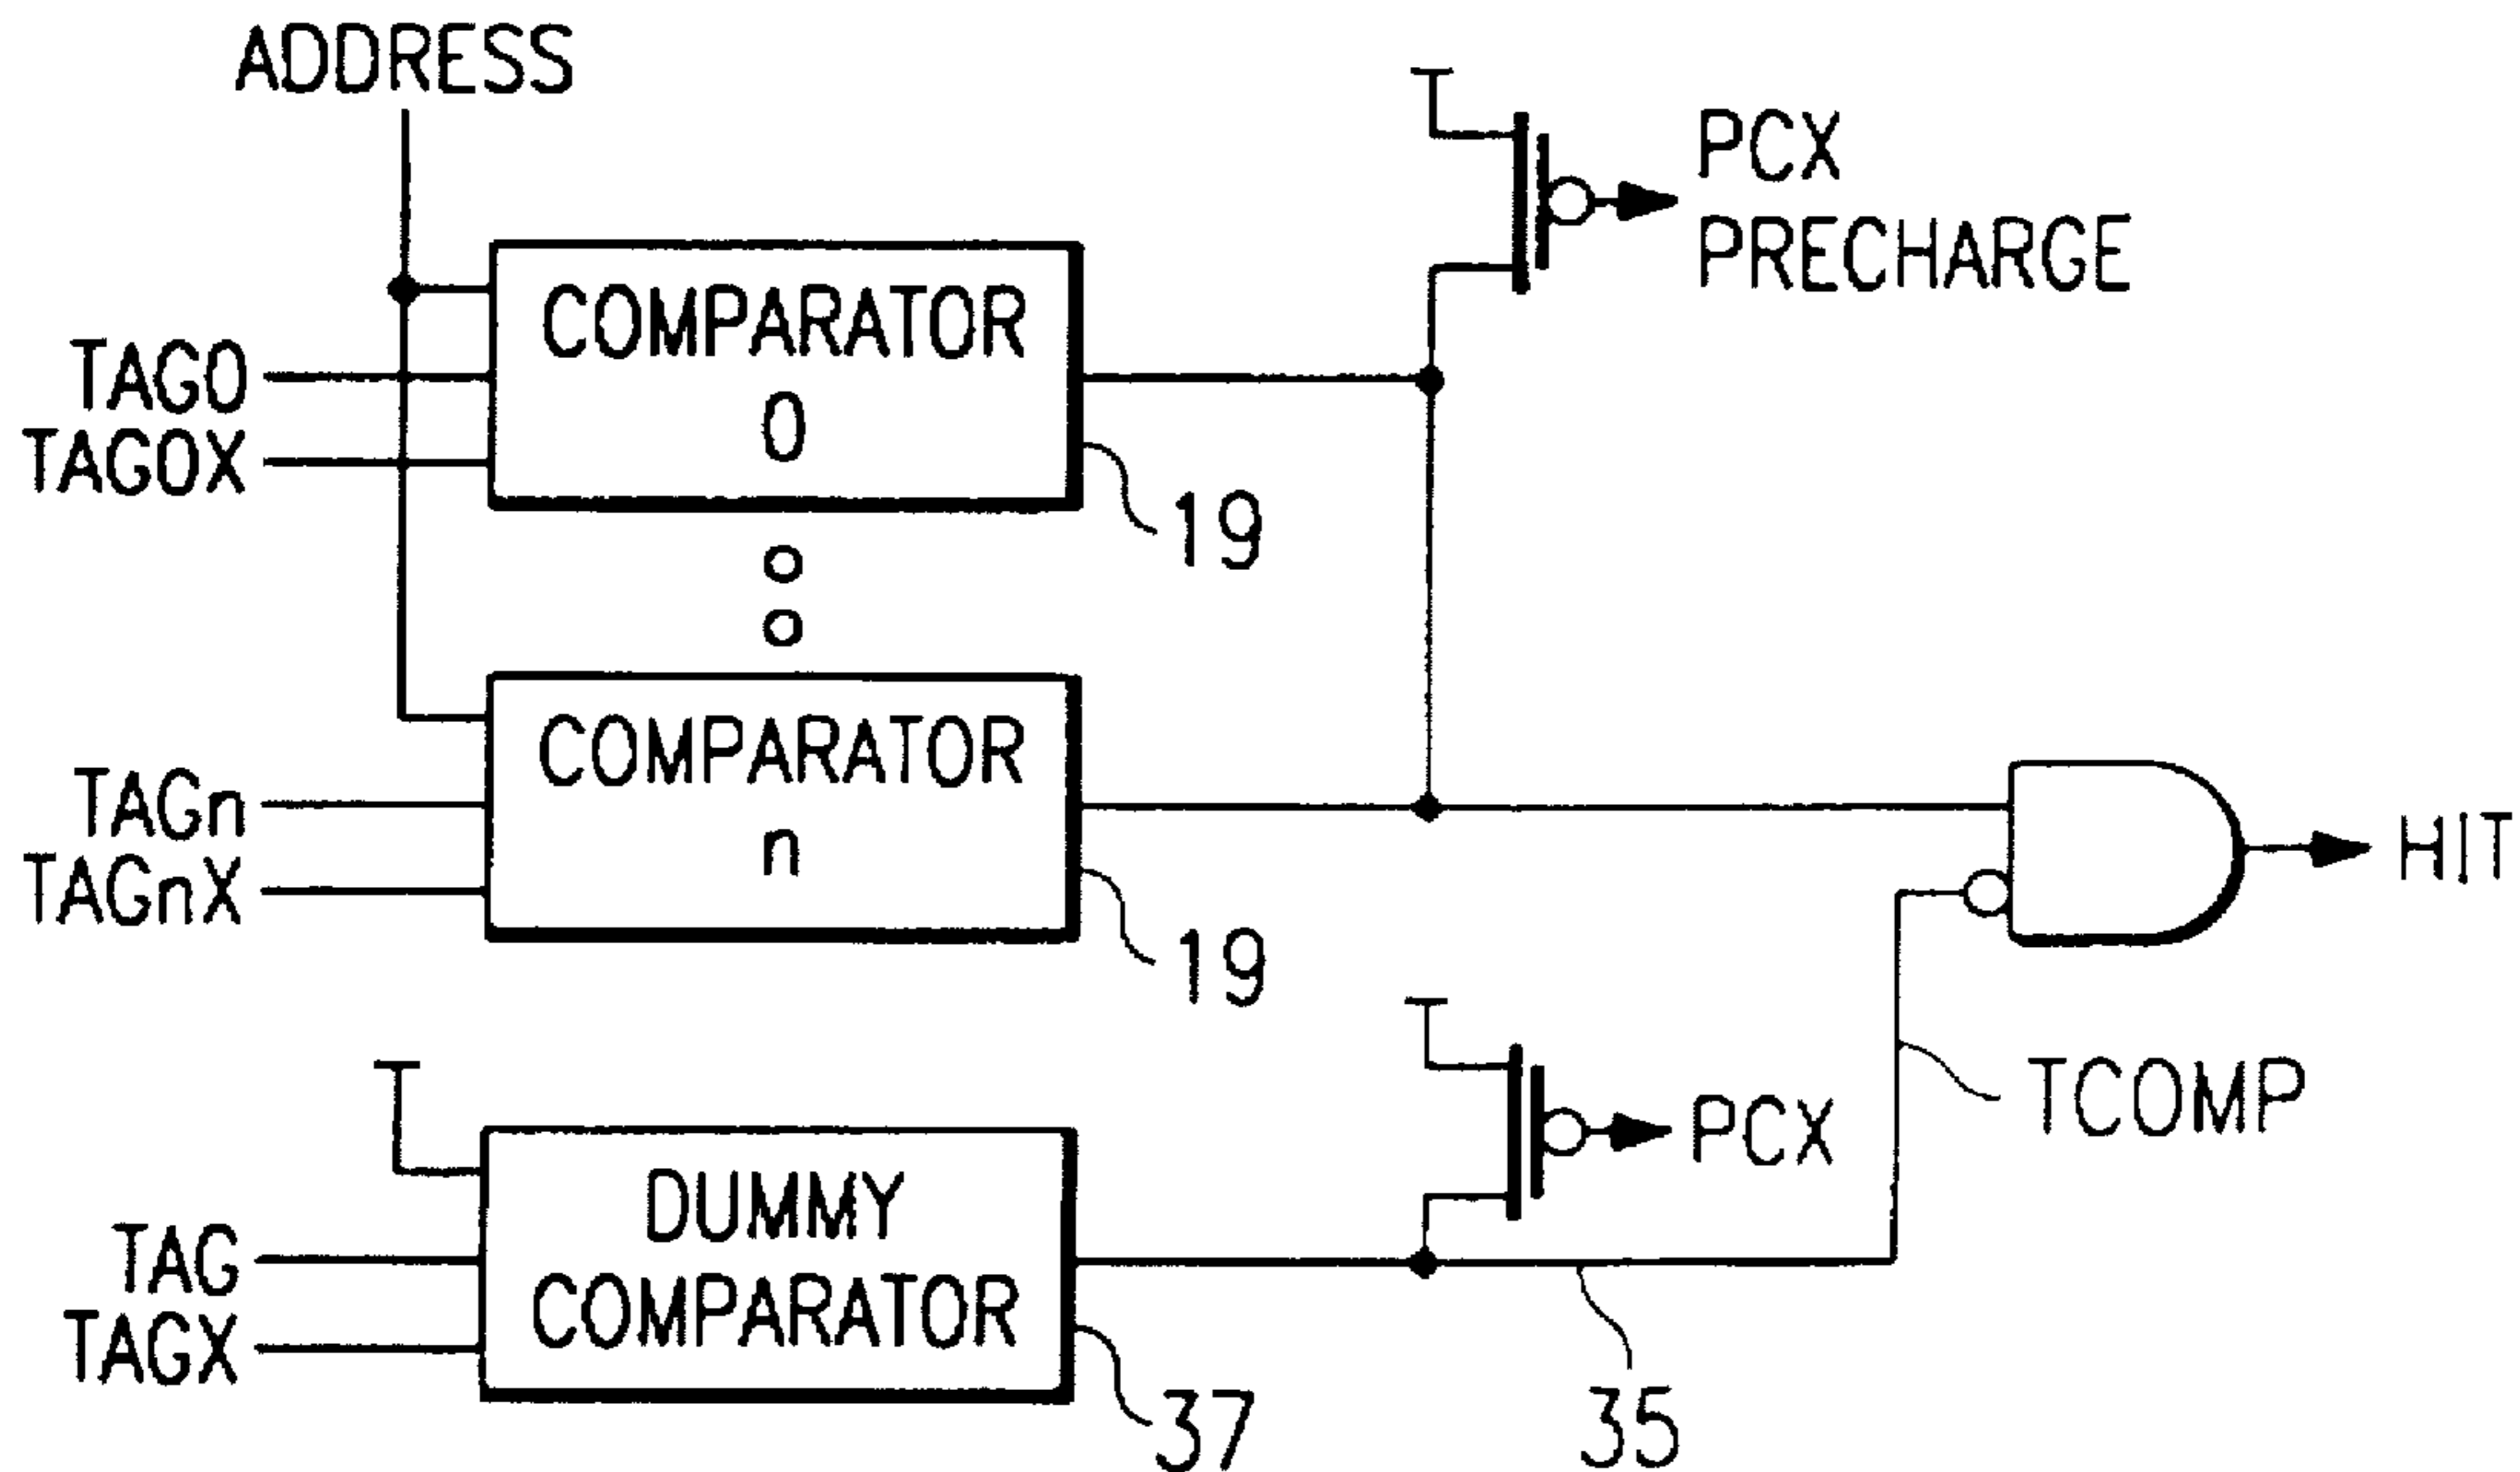 ADDRESS
PCX
PRECHARGE
COMPARATOR
0
TAG0
TAG0X
19
COMPARATOR
n
TAGn
TAGnX
HIT
19
TCOMP
PCX
DUMMY
COMPARATOR
TAG
TAGX
37
35